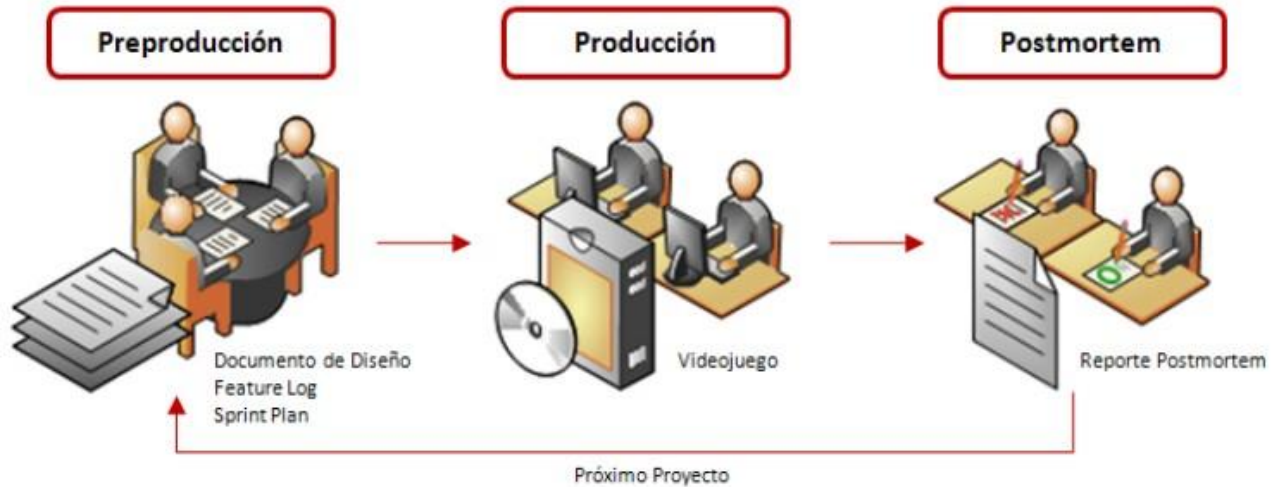 Preproducción
Producción
Postmortem
Documento de Diseño
Feature Log
Sprint Plan
Videojuego
Reporte Postmortem
Próximo Proyecto